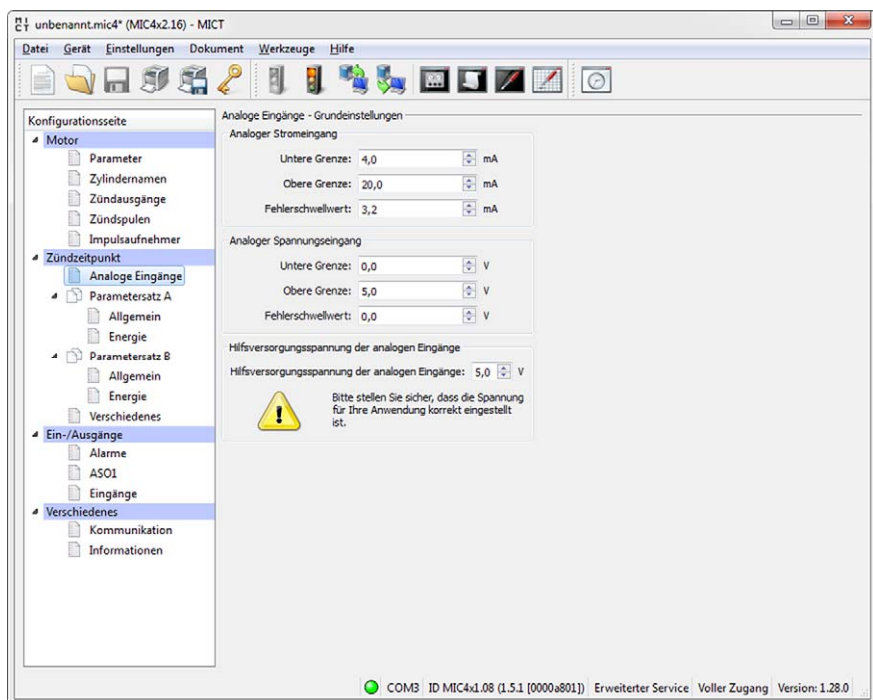 unbenannt.mic4* (MIC4x2.16) - MICT
Datei Gerät Einstellungen Dokument Werkzeuge Hilfe
Konfigurationsseite
Motor
Parameter
Zylindernamen
Zündausgänge
Zündspulen
Impulsaufnehmer
Zündzeitpunkt
Analoge Eingänge
Parametersatz A
Allgemein
Energie
Parametersatz B
Allgemein
Energie
Verschiedenes
Ein-/Ausgänge
Alarme
ASO1
Eingänge
Verschiedenes
Kommunikation
Informationen
Analoge Eingänge - Grundeinstellungen
Analoger Stromeingang
Untere Grenze: 4,0 mA
Obere Grenze: 20,0 mA
Fehlerschwellwert: 3,2 mA
Analoger Spannungseingang
Untere Grenze: 0,0 V
Obere Grenze: 5,0 V
Fehlerschwellwert: 0,0 V
Hilfsversorgungsspannung der analogen Eingänge
Hilfsversorgungsspannung der analogen Eingänge: 5,0 V
Bitte stellen Sie sicher, dass die Spannung
für Ihre Anwendung korrekt eingestellt
ist.
COM3 ID MIC4x1.08 (1.5.1 [0000a801]) Erweiterter Service Voller Zugang Version: 1.28.0